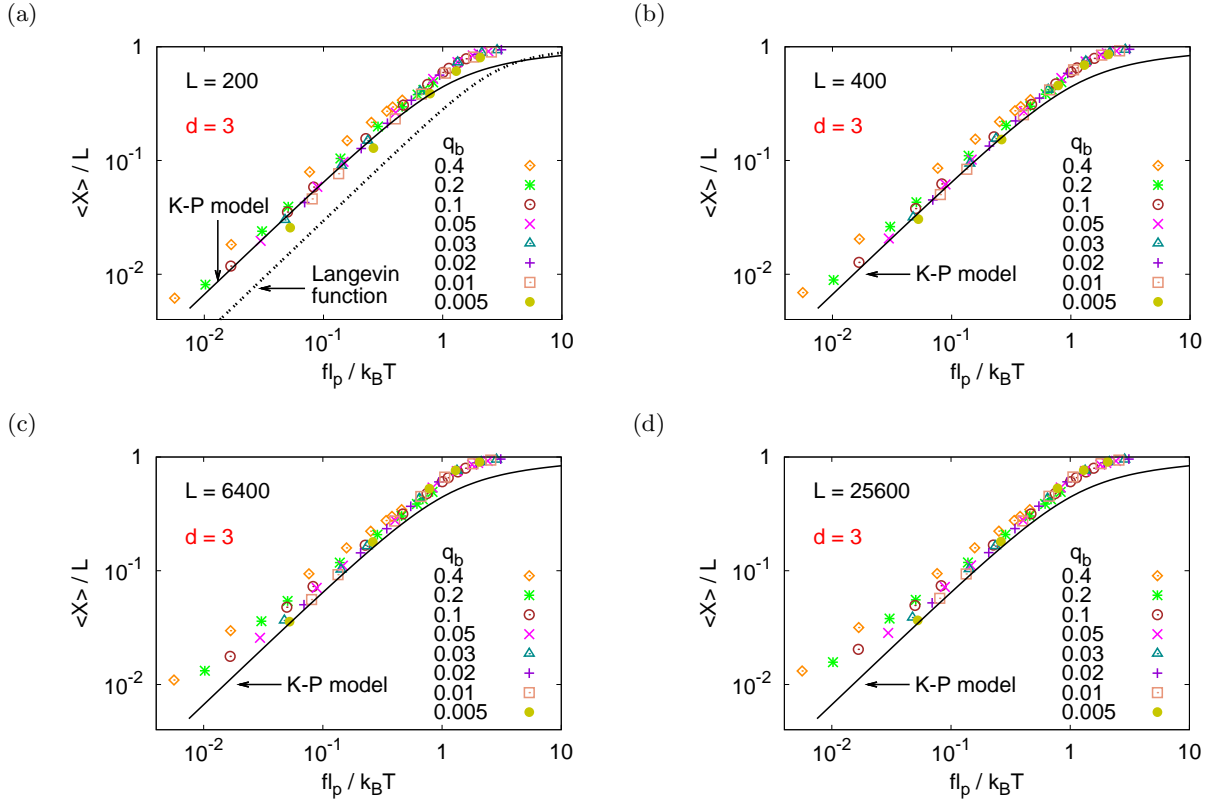 (a)
<X> / L
1
10⁻¹
10⁻²
L = 200
d = 3
K-P model
Langevin
function
q_b
0.4
0.2
0.1
0.05
0.03
0.02
0.01
0.005
10⁻² 10⁻¹ 1 10
fl_p / k_BT
(b)
<X> / L
1
10⁻¹
10⁻²
L = 400
d = 3
K-P model
q_b
0.4
0.2
0.1
0.05
0.03
0.02
0.01
0.005
10⁻² 10⁻¹ 1 10
fl_p / k_BT
(c)
<X> / L
1
10⁻¹
10⁻²
L = 6400
d = 3
K-P model
q_b
0.4
0.2
0.1
0.05
0.03
0.02
0.01
0.005
10⁻² 10⁻¹ 1 10
fl_p / k_BT
(d)
<X> / L
1
10⁻¹
10⁻²
L = 25600
d = 3
K-P model
q_b
0.4
0.2
0.1
0.05
0.03
0.02
0.01
0.005
10⁻² 10⁻¹ 1 10
fl_p / k_BT